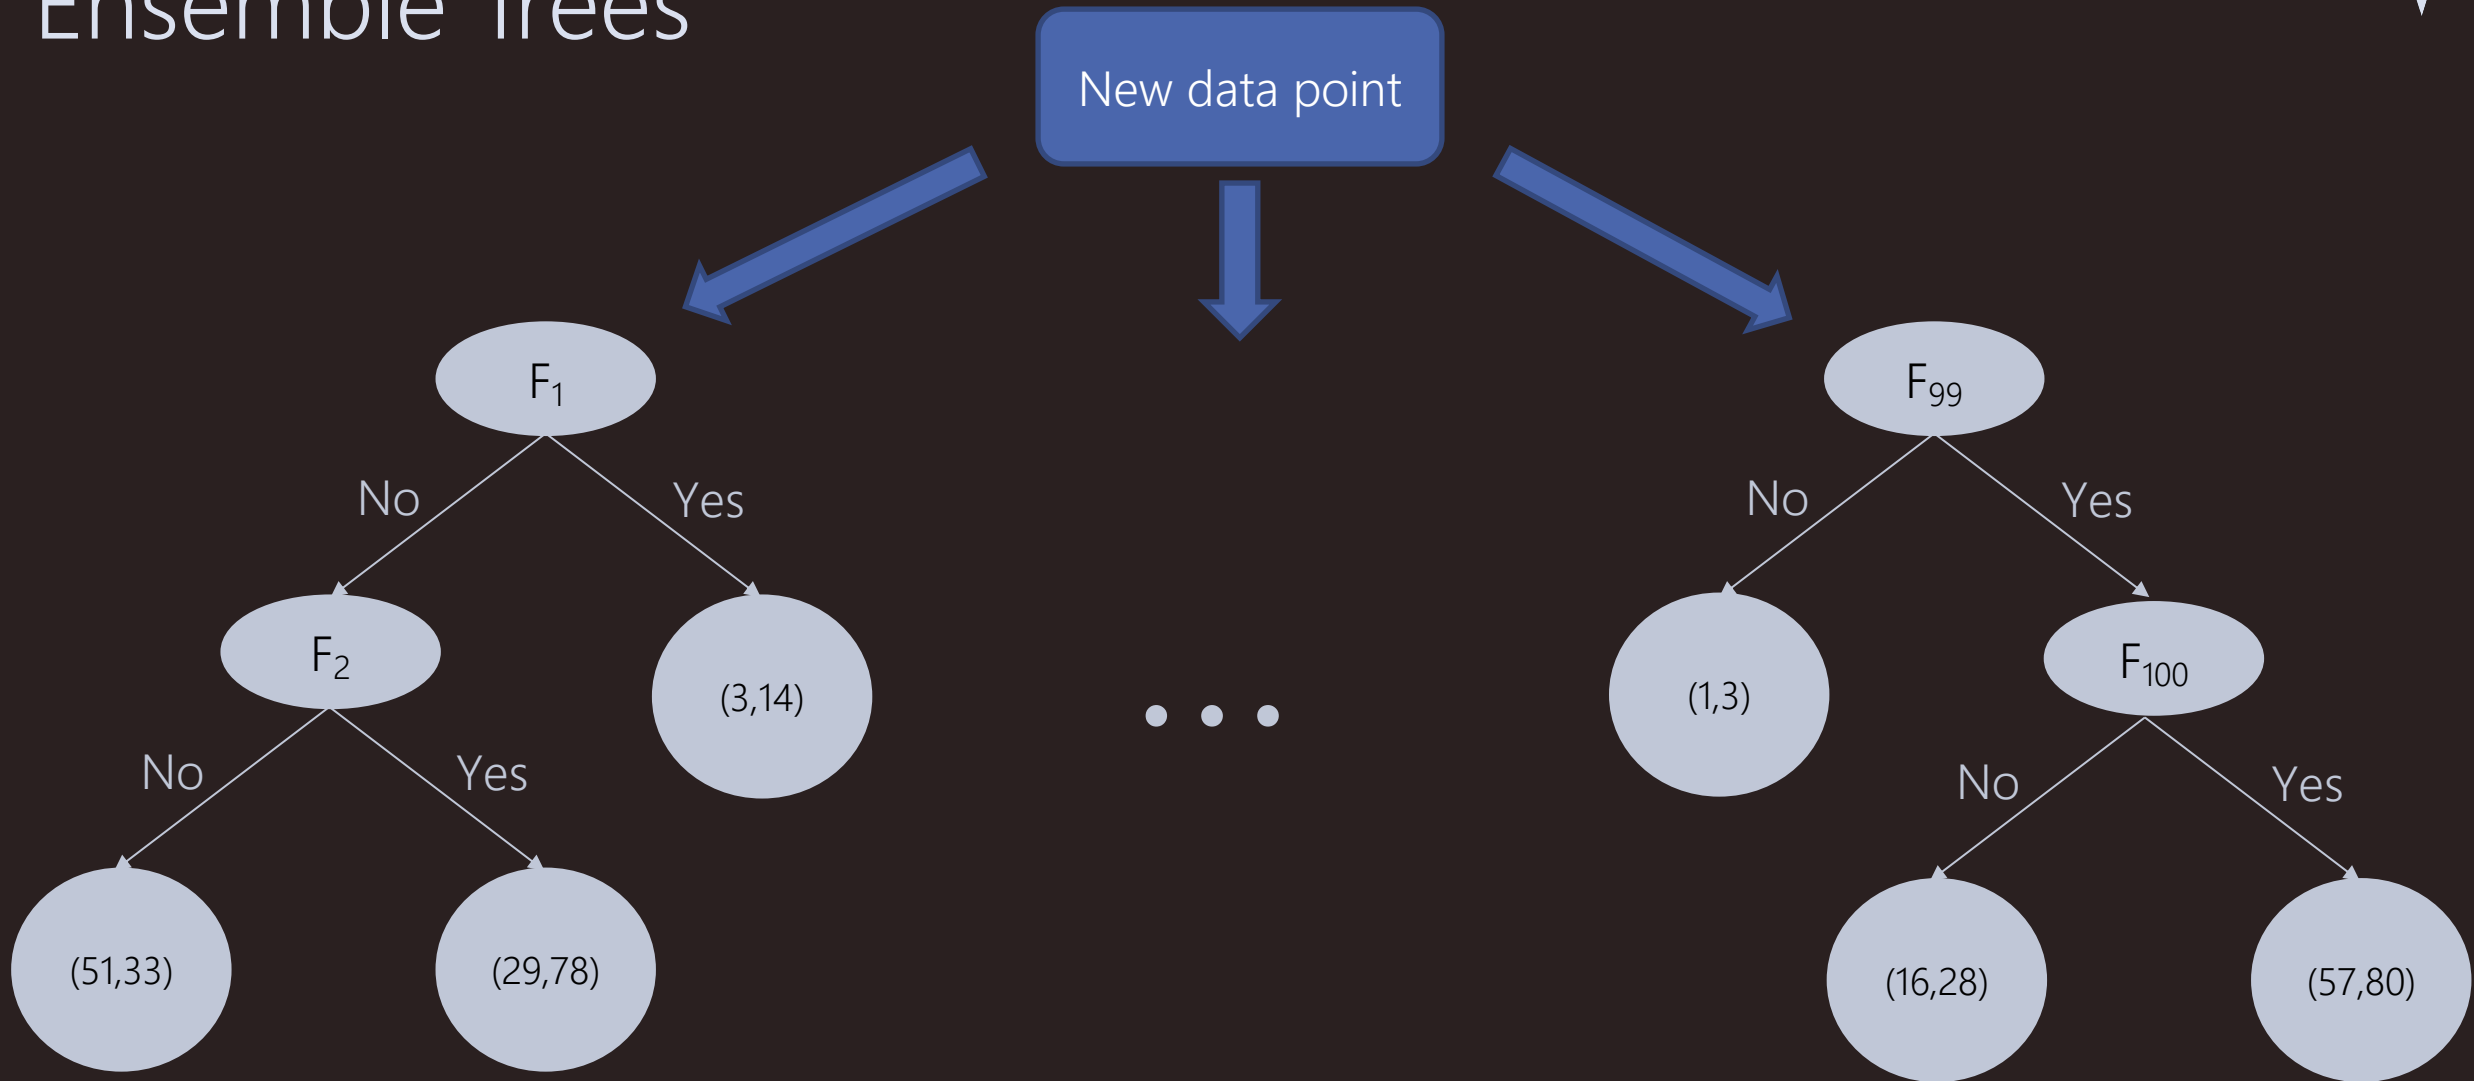 Ensemble Trees
New data point
F₁
F₉₉
No
Yes
No
Yes
F₂
(3,14)
(1,3)
F₁₀₀
No
Yes
No
Yes
(51,33)
(29,78)
(16,28)
(57,80)